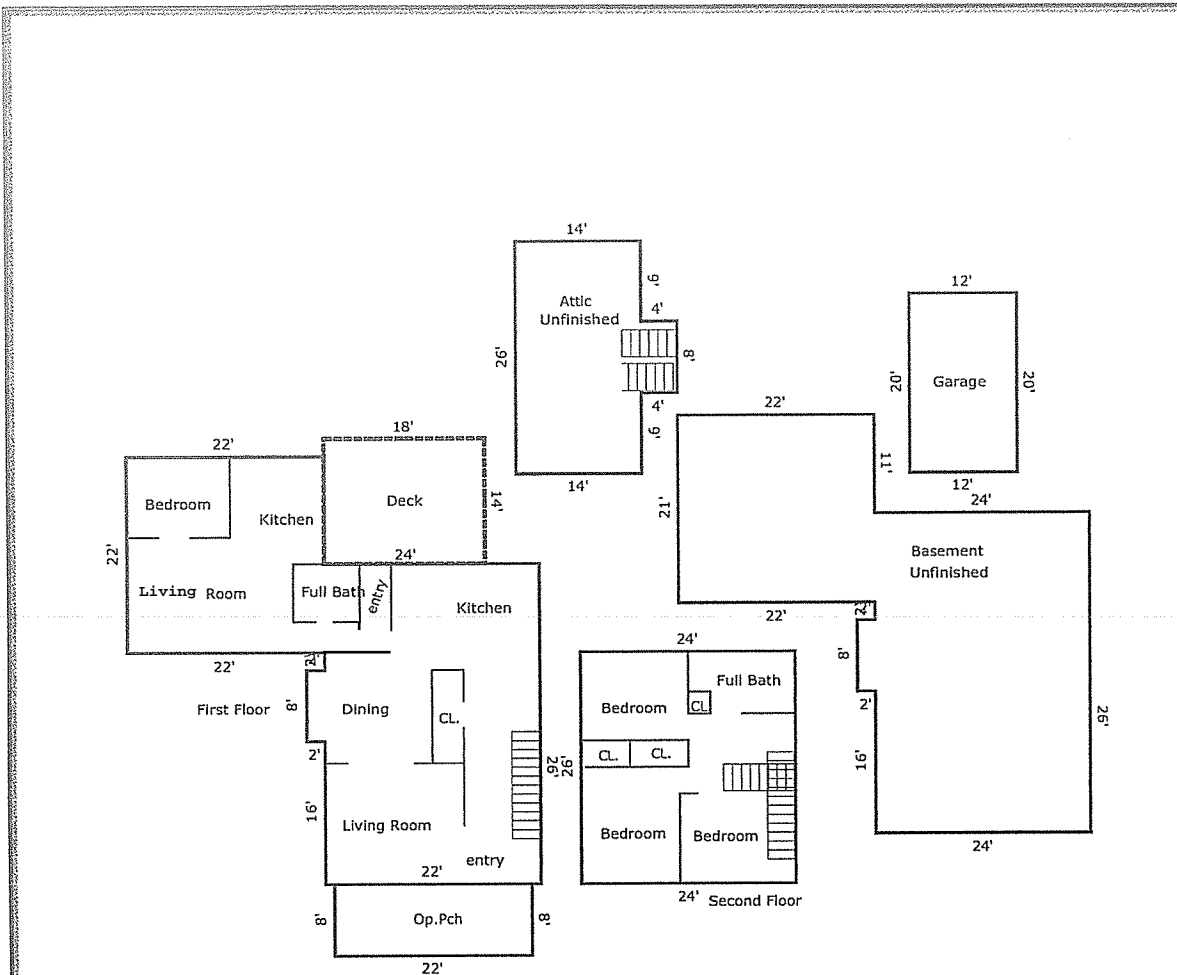 14'
9'
4'
Attic
Unfinished
26'
8'
4'
9'
14'
12'
20'
Garage
20'
12'
22'
11'
24'
21'
Basement
Unfinished
22'
2'
8'
2'
26'
16'
24'
22'
18'
Bedroom
Kitchen
Deck
14'
22'
24'
Living Room
Full Bath
entry
Kitchen
22'
2'
First Floor
8'
Dining
CL.
2'
26'
16'
Living Room
entry
22'
8'
Op.Pch
8'
22'
24'
Full Bath
Bedroom
CL
CL.
CL.
26'
Bedroom
Bedroom
24'
Second Floor